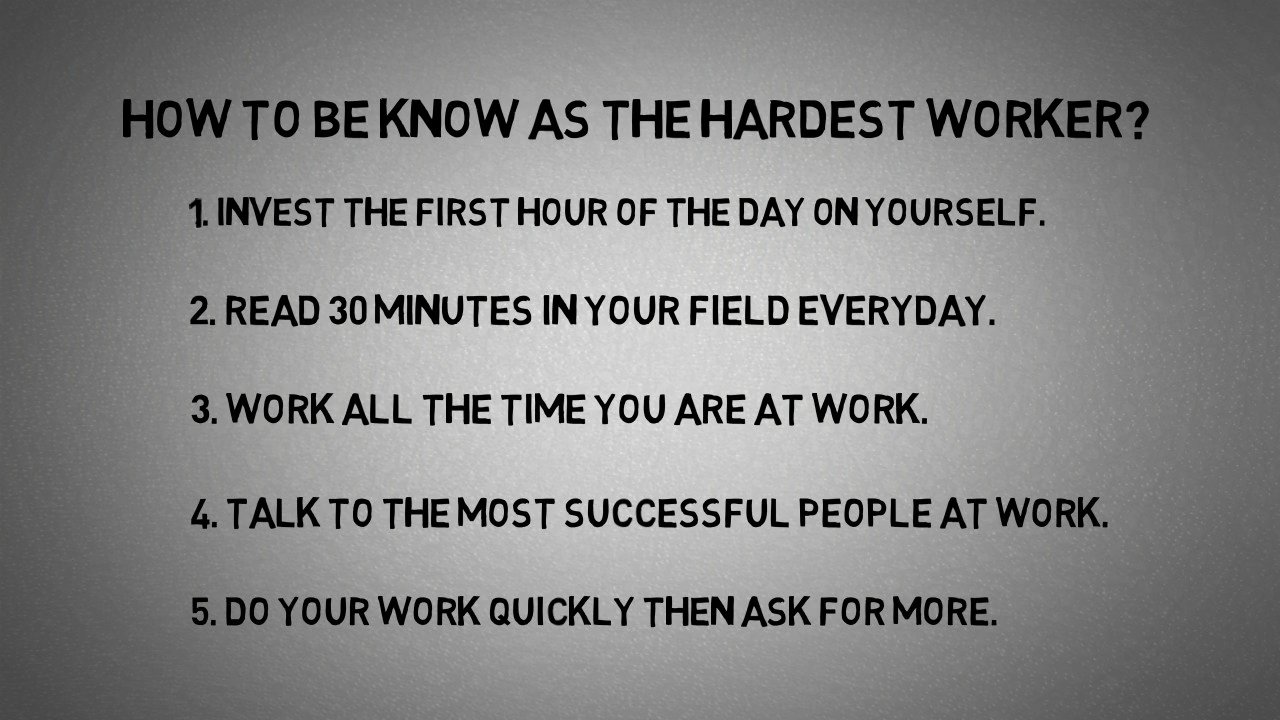 HOW TO BE KNOW AS THE HARDEST WORKER?
1. INVEST THE FIRST HOUR OF THE DAY ON YOURSELF.
2. READ 30 MINUTES IN YOUR FIELD EVERYDAY.
3. WORK ALL THE TIME YOU ARE AT WORK.
4. TALK TO THE MOST SUCCESSFUL PEOPLE AT WORK.
5. DO YOUR WORK QUICKLY THEN ASK FOR MORE.